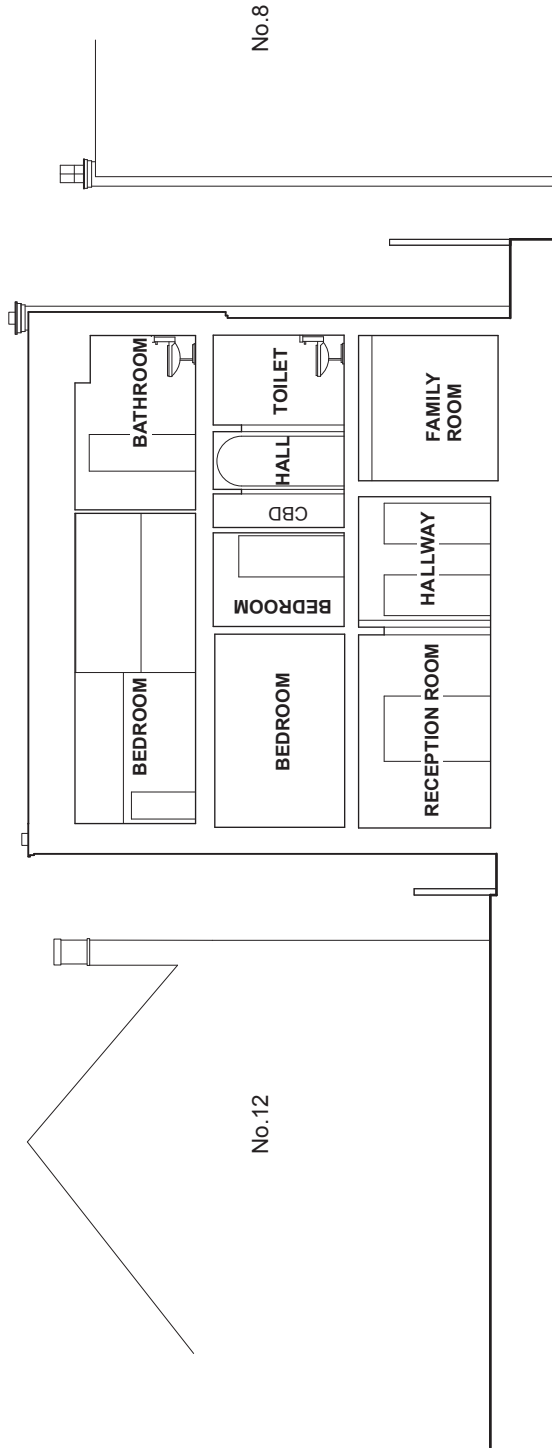 BEDROOM
BATHROOM
No.12
BEDROOM
BEDROOM
CBD
HALL
TOILET
No.8
RECEPTION ROOM
HALLWAY
FAMILY
ROOM